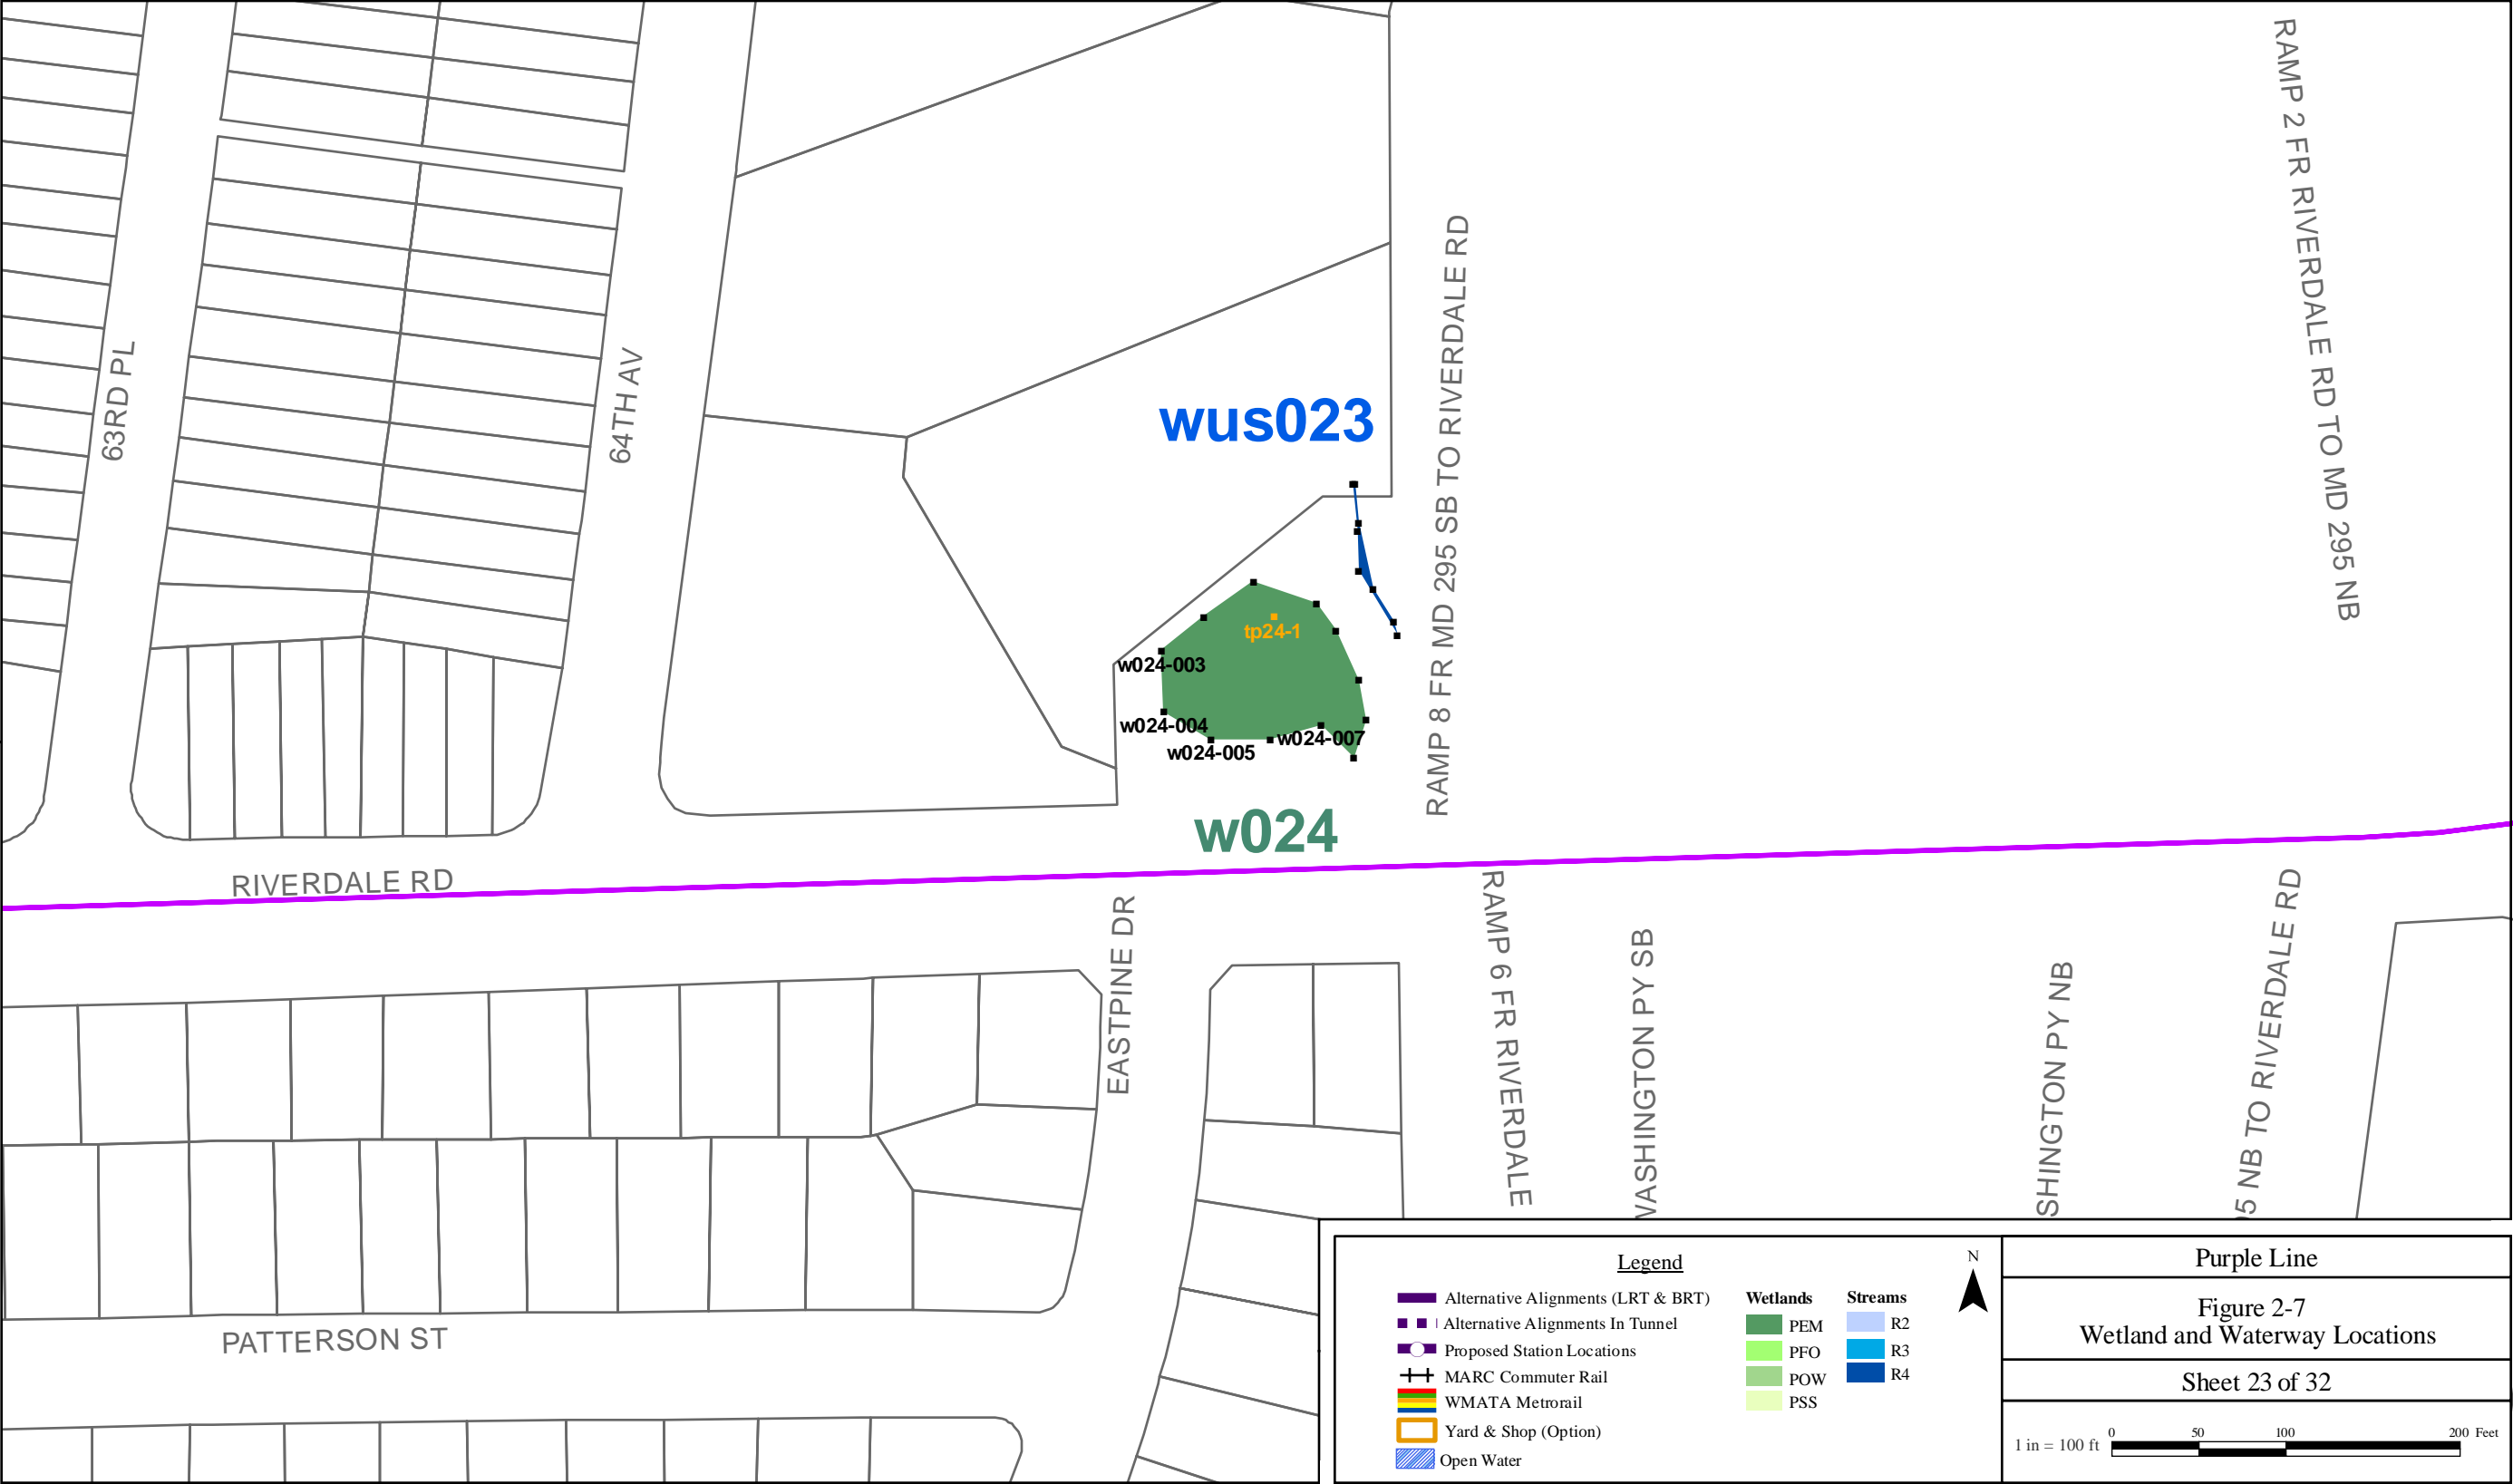 RAMP 2 FR RIVERDALE RD TO MD 295 NB
63RD PL
64TH AV
RAMP 8 FR MD 295 SB TO RIVERDALE RD
wus023
tp24-1
w024-003
w024-004
w024-005
w024-007
w024
RIVERDALE RD
EASTPINE DR
RAMP 6 FR RIVERDALE
WASHINGTON PY SB
SHINGTON PY NB
5 NB TO RIVERDALE RD
PATTERSON ST
Legend
Alternative Alignments (LRT & BRT)
Alternative Alignments In Tunnel
Proposed Station Locations
MARC Commuter Rail
WMATA Metrorail
Yard & Shop (Option)
Open Water
Wetlands
PEM
PFO
POW
PSS
Streams
R2
R3
R4
N
Purple Line
Figure 2-7
Wetland and Waterway Locations
Sheet 23 of 32
1 in = 100 ft
0 50 100 200 Feet